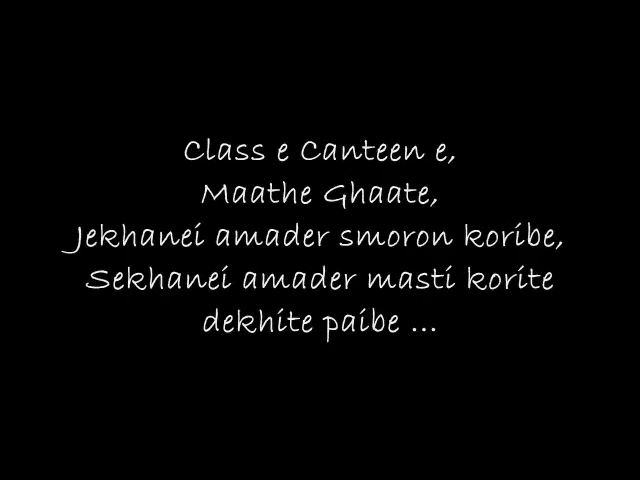 Class e Canteen e,
Maathe Ghaate,
Jekhanei amader smoron koribe,
Sekhanei amader masti korite
dekhite paibe ...